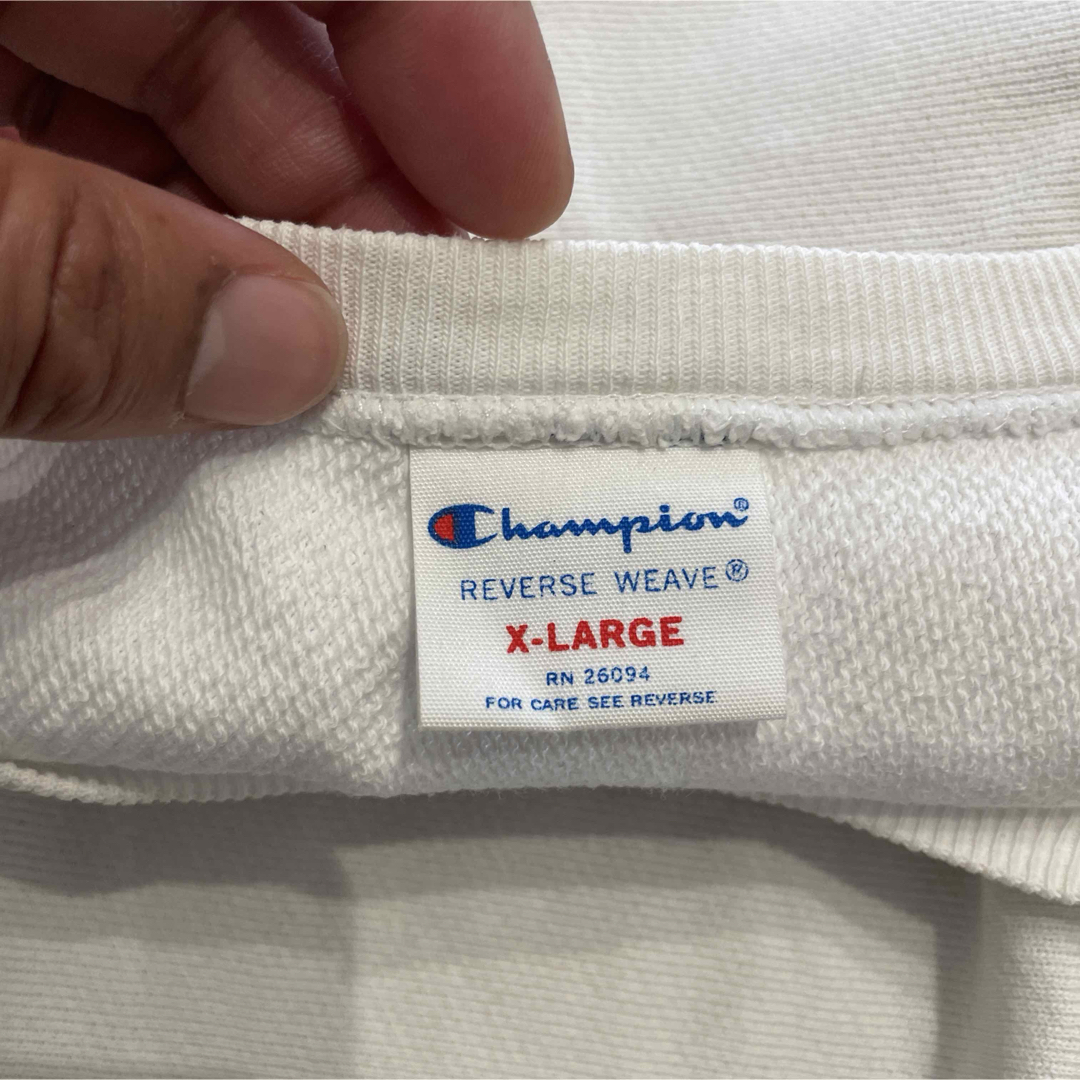 Champion®
REVERSE WEAVE®
X-LARGE
RN 26094
FOR CARE SEE REVERSE